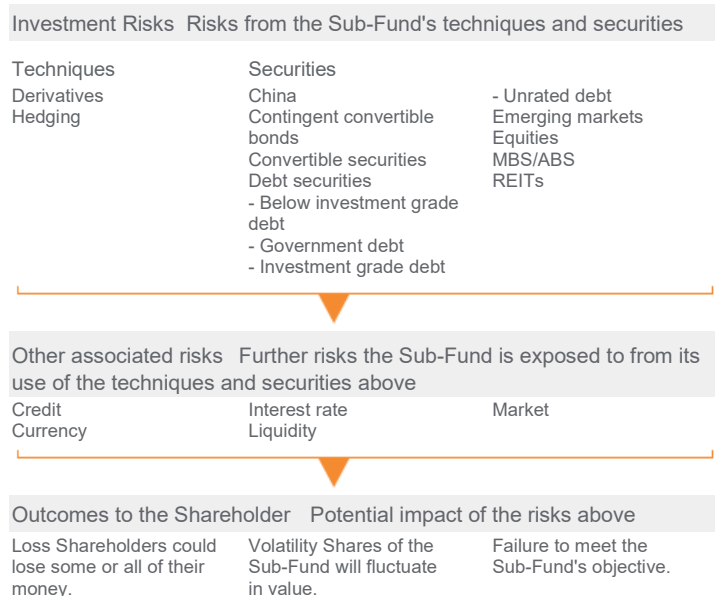 Investment Risks Risks from the Sub-Fund's techniques and securities
Techniques
Derivatives
Hedging
Securities
China
Contingent convertible
bonds
Convertible securities
Debt securities
- Below investment grade
debt
- Government debt
- Investment grade debt
- Unrated debt
Emerging markets
Equities
MBS/ABS
REITs
Other associated risks Further risks the Sub-Fund is exposed to from its
use of the techniques and securities above
Credit
Currency
Interest rate
Liquidity
Market
Outcomes to the Shareholder Potential impact of the risks above
Loss Shareholders could
lose some or all of their
money.
Volatility Shares of the
Sub-Fund will fluctuate
in value.
Failure to meet the
Sub-Fund's objective.